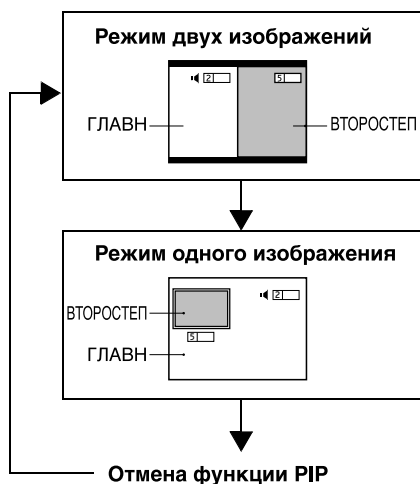 Режим двух изображений
2
5
ГЛАВН
ВТОРОСТЕП
Режим одного изображения
2
ВТОРОСТЕП
5
ГЛАВН
Отмена функции PIP